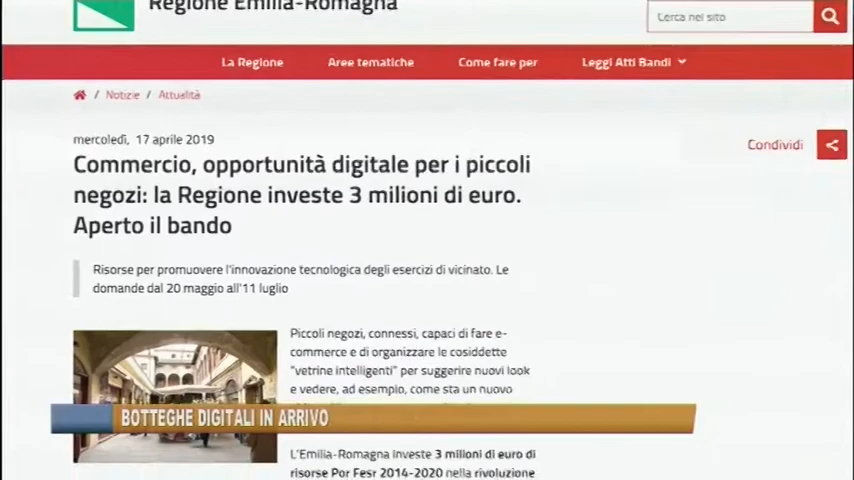 Regione Emilia-Romagna
Cerca nel sito
La Regione Aree tematiche Come fare per Leggi Atti Bandi
/ Notizie / Attualità
mercoledì, 17 aprile 2019
Condividi
Commercio, opportunità digitale per i piccoli
negozi: la Regione investe 3 milioni di euro.
Aperto il bando
Risorse per promuovere l'innovazione tecnologica degli esercizi di vicinato. Le
domande dal 20 maggio all'11 luglio
Piccoli negozi, connessi, capaci di fare e-
commerce e di organizzare le cosiddette
"vetrine intelligenti" per suggerire nuovi look
e vedere, ad esempio, come sta un nuovo
BOTTEGHE DIGITALI IN ARRIVO
L'Emilia-Romagna investe 3 milioni di euro di
risorse Por Fesr 2014-2020 nella rivoluzione